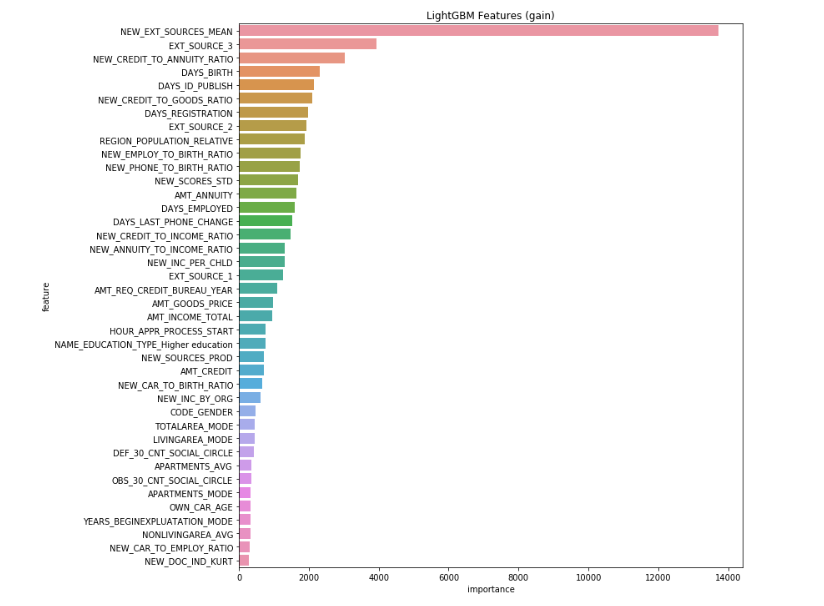 LightGBM Features (gain)
NEW_EXT_SOURCES_MEAN
EXT_SOURCE_3
NEW_CREDIT_TO_ANNUITY_RATIO
DAYS_BIRTH
DAYS_ID_PUBLISH
NEW_CREDIT_TO_GOODS_RATIO
DAYS_REGISTRATION
EXT_SOURCE_2
REGION_POPULATION_RELATIVE
NEW_EMPLOY_TO_BIRTH_RATIO
NEW_PHONE_TO_BIRTH_RATIO
NEW_SCORES_STD
AMT_ANNUITY
DAYS_EMPLOYED
DAYS_LAST_PHONE_CHANGE
NEW_CREDIT_TO_INCOME_RATIO
NEW_ANNUITY_TO_INCOME_RATIO
NEW_INC_PER_CHLD
EXT_SOURCE_1
AMT_REQ_CREDIT_BUREAU_YEAR
AMT_GOODS_PRICE
AMT_INCOME_TOTAL
HOUR_APPR_PROCESS_START
NAME_EDUCATION_TYPE_Higher education
NEW_SOURCES_PROD
AMT_CREDIT
NEW_CAR_TO_BIRTH_RATIO
NEW_INC_BY_ORG
CODE_GENDER
TOTALAREA_MODE
LIVINGAREA_MODE
DEF_30_CNT_SOCIAL_CIRCLE
APARTMENTS_AVG
OBS_30_CNT_SOCIAL_CIRCLE
APARTMENTS_MODE
OWN_CAR_AGE
YEARS_BEGINEXPLUATATION_MODE
NONLIVINGAREA_AVG
NEW_CAR_TO_EMPLOY_RATIO
NEW_DOC_IND_KURT
feature
0 2000 4000 6000 8000 10000 12000 14000
importance